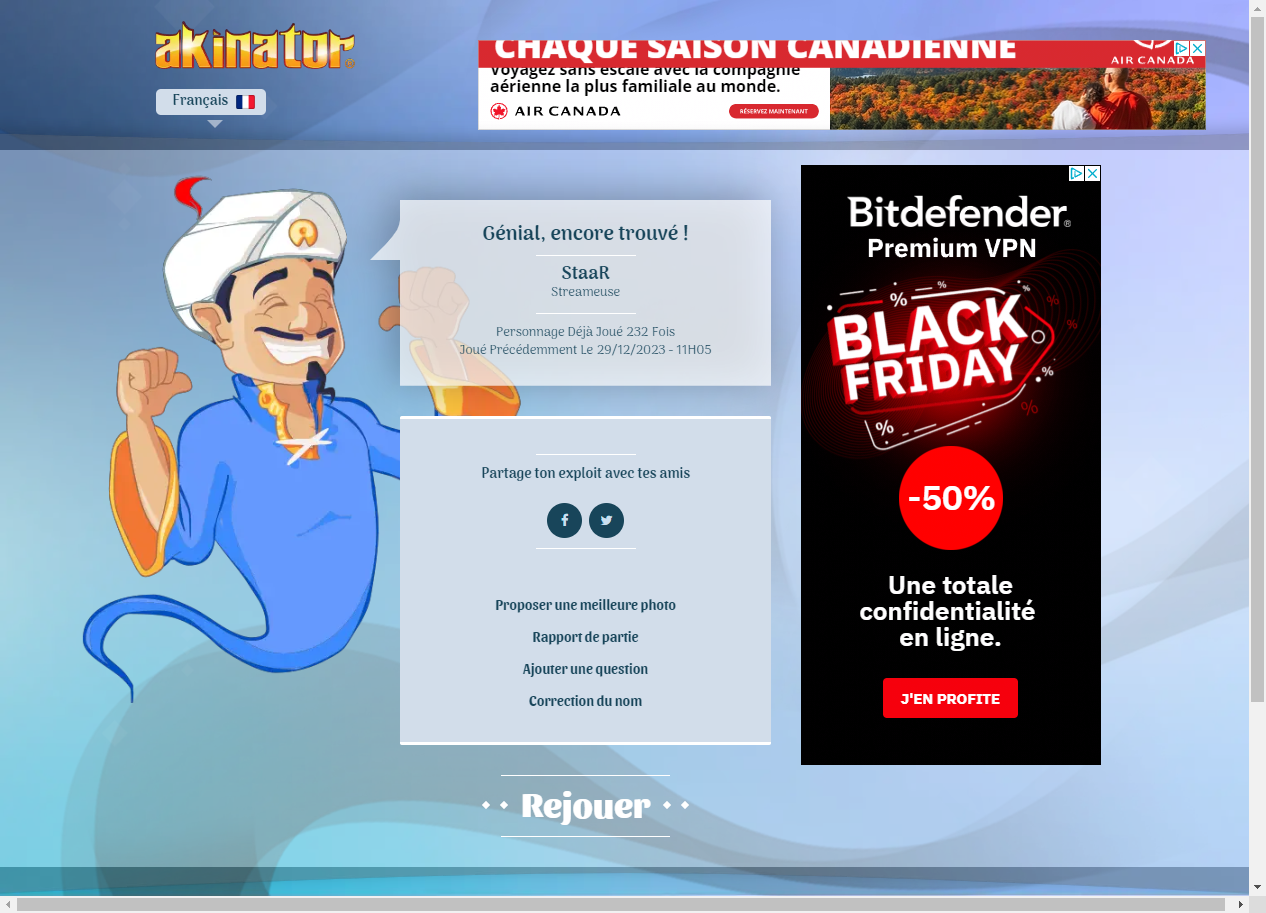 akinator
Français
CHAQUE SAISON CANADIENNE
AIR CANADA
Voyagez sans escale avec la compagnie
aérienne la plus familiale au monde.
AIR CANADA
RÉSERVEZ MAINTENANT
Génial, encore trouvé !
StaaR
Streameuse
Personnage Déjà Joué 232 Fois
Joué Précédemment Le 29/12/2023 - 11H05
Partage ton exploit avec tes amis
Proposer une meilleure photo
Rapport de partie
Ajouter une question
Correction du nom
Rejouer
Bitdefender®
Premium VPN
BLACK
FRIDAY
-50%
Une totale
confidentialité
en ligne.
J'EN PROFITE